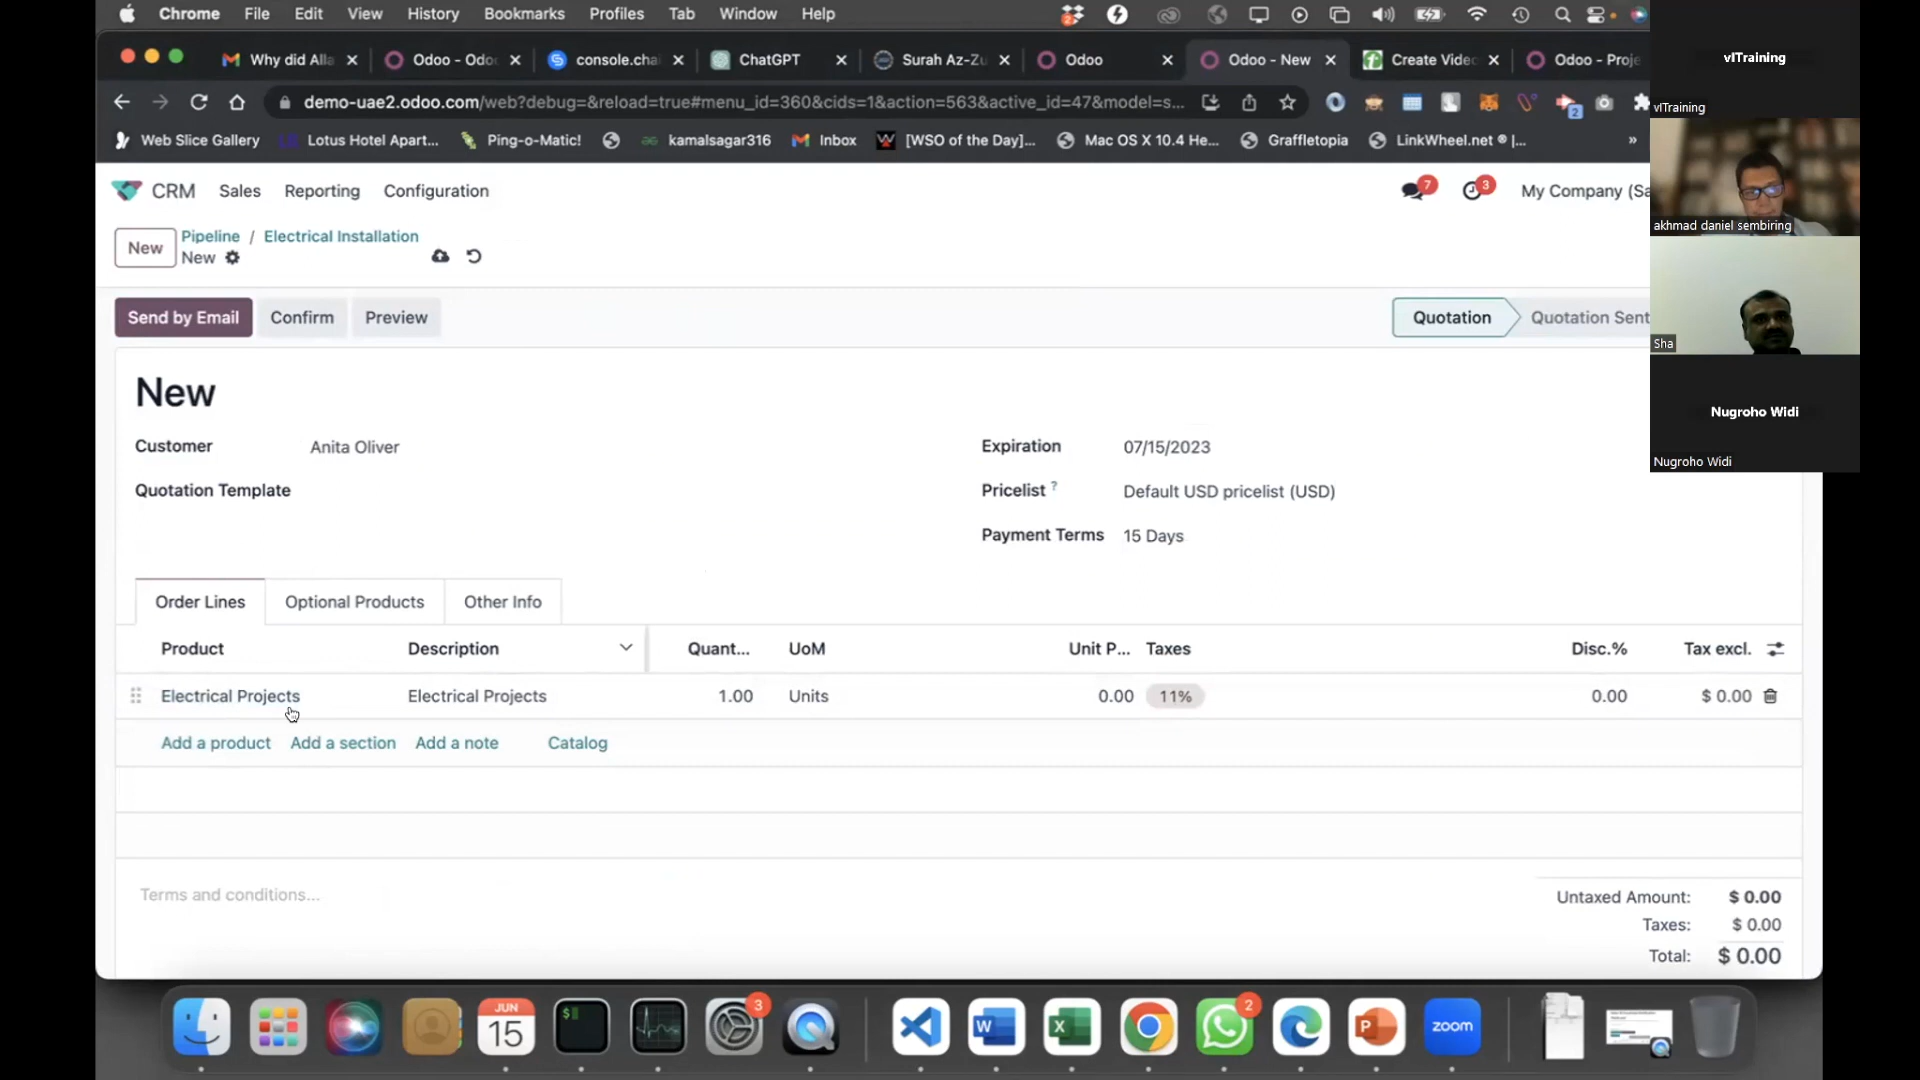 Chrome File Edit View History Bookmarks Profiles Tab Window Help
Why did Alla Odoo - Odoo console.chai ChatGPT Surah Az-Zu Odoo Odoo - New Create Video Odoo - Proje
demo-uae2.odoo.com/web?debug=&reload=true#menu_id=360&cids=1&action=563&active_id=47&model=s...
Web Slice Gallery Lotus Hotel Apart... Ping-o-Matic! kamalsagar316 Inbox [WSO of the Day]... Mac OS X 10.4 He... Graffletopia LinkWheel.net ® |... »
CRM Sales Reporting Configuration 7 3 My Company (Sa
New Pipeline / Electrical Installation
New
Send by Email Confirm Preview Quotation Quotation Sent
New
Customer Anita Oliver Expiration 07/15/2023
Quotation Template Pricelist ? Default USD pricelist (USD)
Payment Terms 15 Days
Order Lines Optional Products Other Info
Product Description Quant... UoM Unit P... Taxes Disc.% Tax excl.
Electrical Projects Electrical Projects 1.00 Units 0.00 11% 0.00 $ 0.00
Add a product Add a section Add a note Catalog
Terms and conditions...
Untaxed Amount: $ 0.00
Taxes: $ 0.00
Total: $ 0.00
vITraining
vITraining
akhmad daniel sembiring
Sha
Nugroho Widi
Nugroho Widi
JUN
15
3
2
zoom